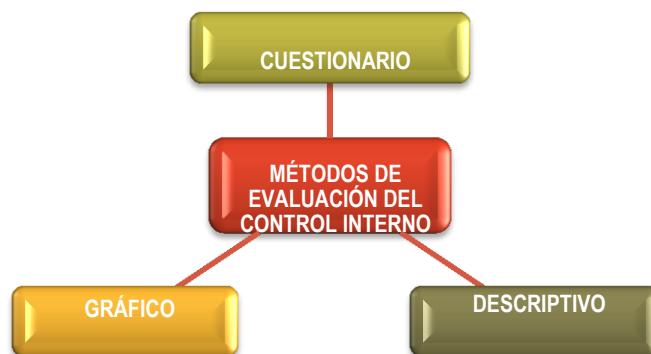 CUESTIONARIO
MÉTODOS DE
EVALUACIÓN DEL
CONTROL INTERNO
GRÁFICO
DESCRIPTIVO